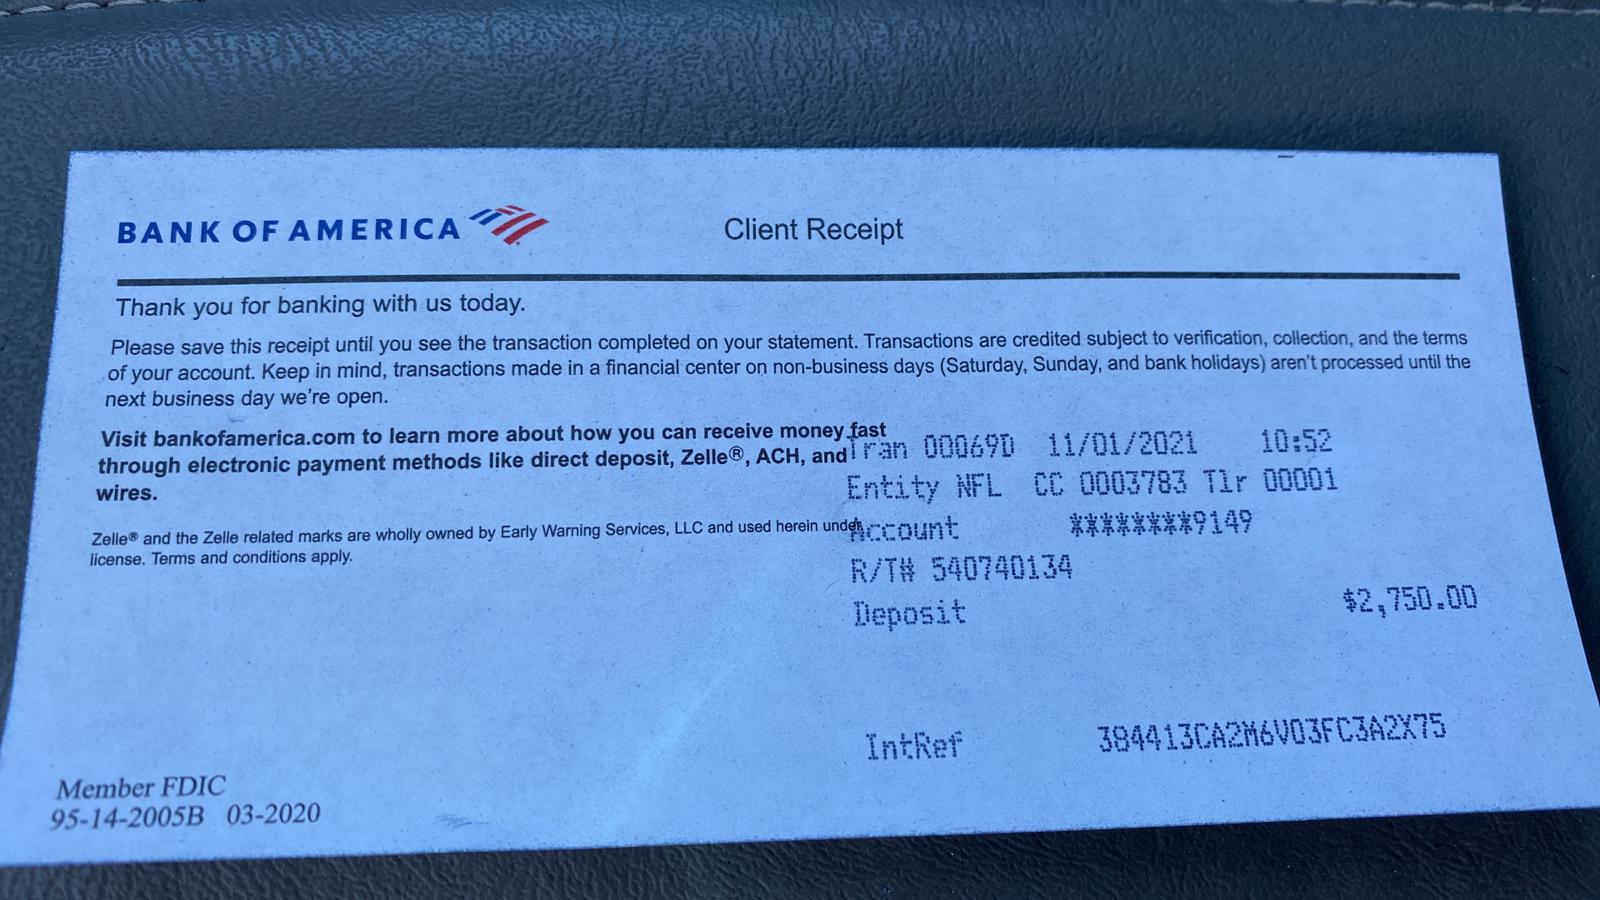 BANK OF AMERICA
Client Receipt
Thank you for banking with us today.
Please save this receipt until you see the transaction completed on your statement. Transactions are credited subject to verification, collection, and the terms
of your account. Keep in mind, transactions made in a financial center on non-business days (Saturday, Sunday, and bank holidays) aren't processed until the
next business day we're open.
Visit bankofamerica.com to learn more about how you can receive money fast
through electronic payment methods like direct deposit, Zelle®, ACH, and
wires.
Zelle® and the Zelle related marks are wholly owned by Early Warning Services, LLC and used herein under
license. Terms and conditions apply.
Tran 00069D 11/01/2021 10:52
Entity NFL CC 0003783 Tlr 00001
Account ********9149
R/T# 540740134
Deposit $2,750.00
IntRef 384413CA2M6V03FC3A2X75
Member FDIC
95-14-2005B 03-2020